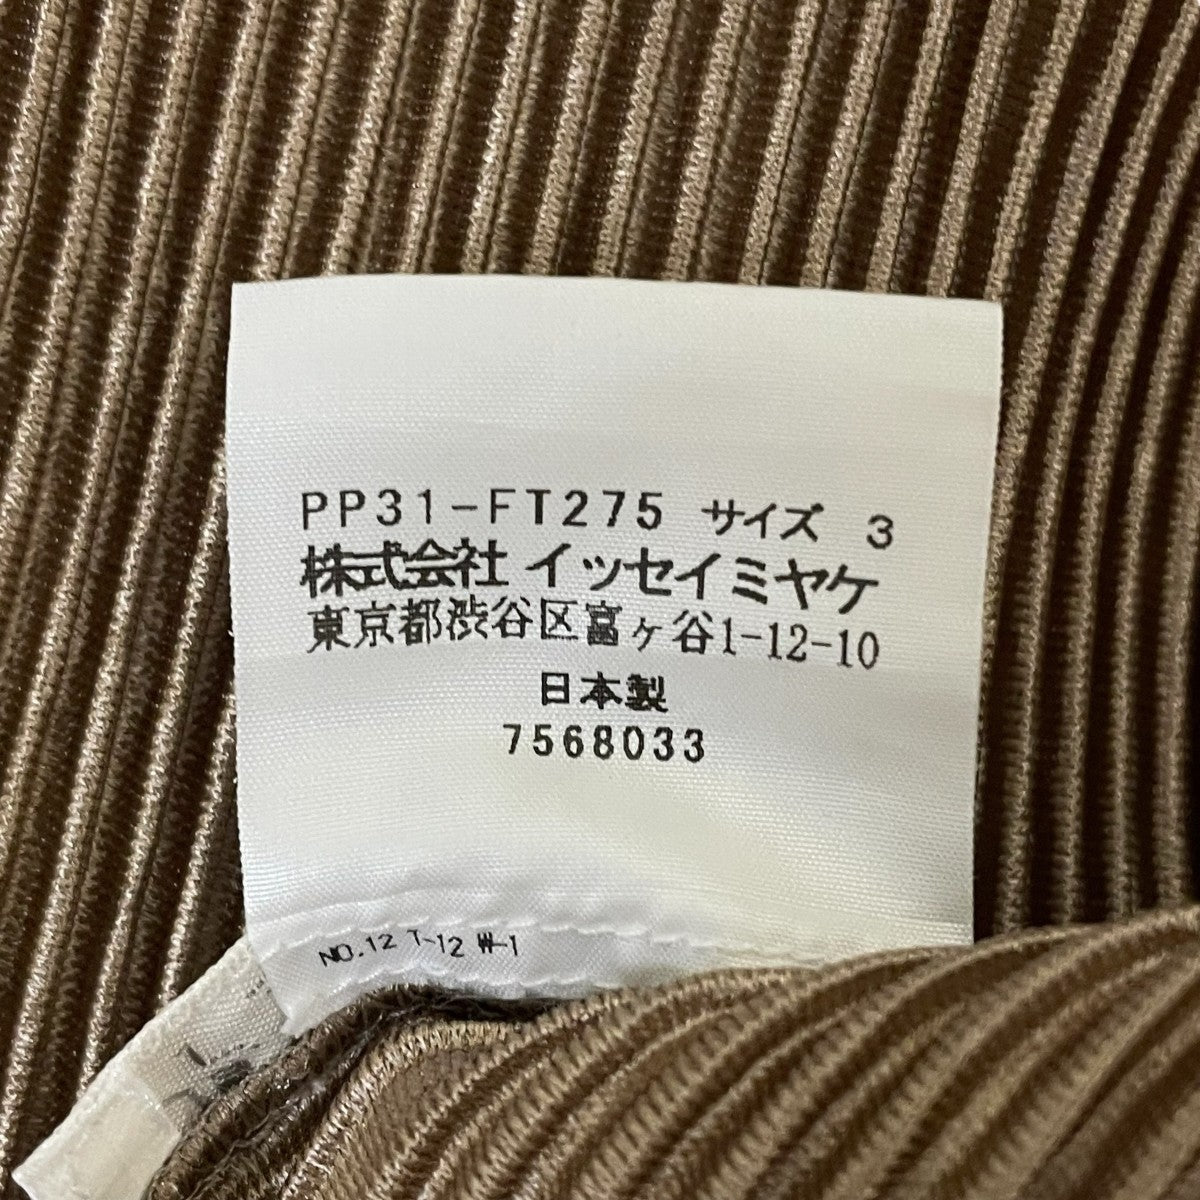 PP31-FT275 サイズ 3
株式会社 イッセイミヤケ
東京都渋谷区富ヶ谷1-12-10
日本製
7568033
NO.12 T-12 W-1